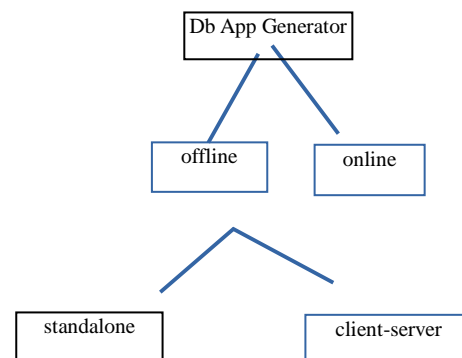 Db App Generator
offline
online
standalone
client-server